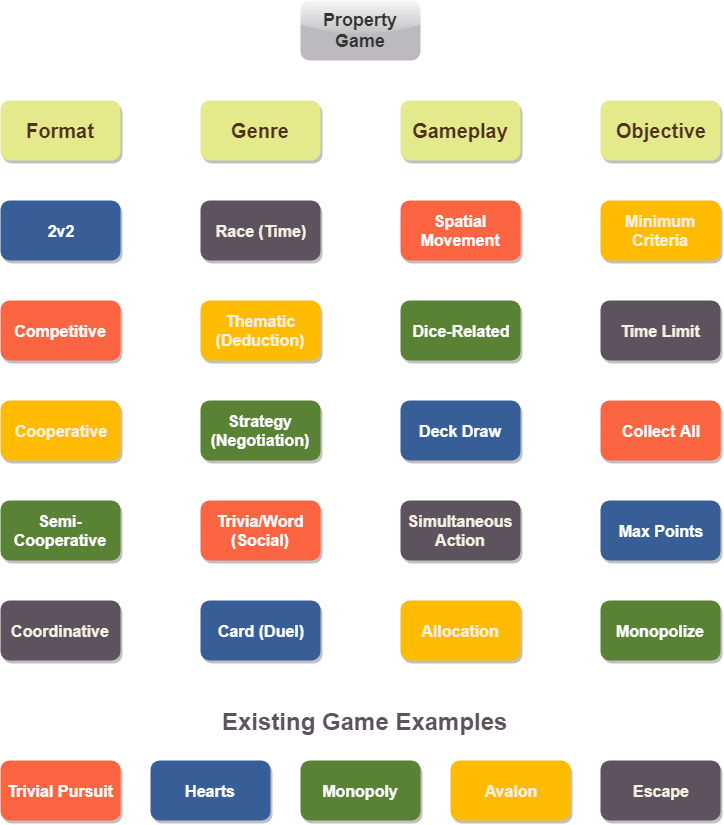 Property
Game
Format
Genre
Gameplay
Objective
2v2
Race (Time)
Spatial
Movement
Minimum
Criteria
Competitive
Thematic
(Deduction)
Dice-Related
Time Limit
Cooperative
Strategy
(Negotiation)
Deck Draw
Collect All
Semi-
Cooperative
Trivia/Word
(Social)
Simultaneous
Action
Max Points
Coordinative
Card (Duel)
Allocation
Monopolize
Existing Game Examples
Trivial Pursuit
Hearts
Monopoly
Avalon
Escape